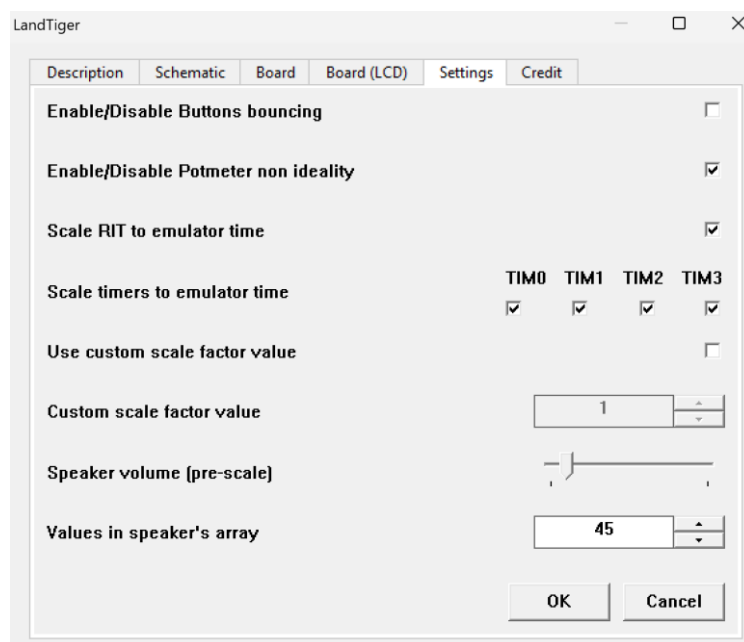 LandTiger
Description Schematic Board Board (LCD) Settings Credit
Enable/Disable Buttons bouncing
Enable/Disable Potmeter non ideality
Scale RIT to emulator time
TIM0 TIM1 TIM2 TIM3
Scale timers to emulator time
Use custom scale factor value
Custom scale factor value 1
Speaker volume (pre-scale)
Values in speaker's array 45
OK Cancel